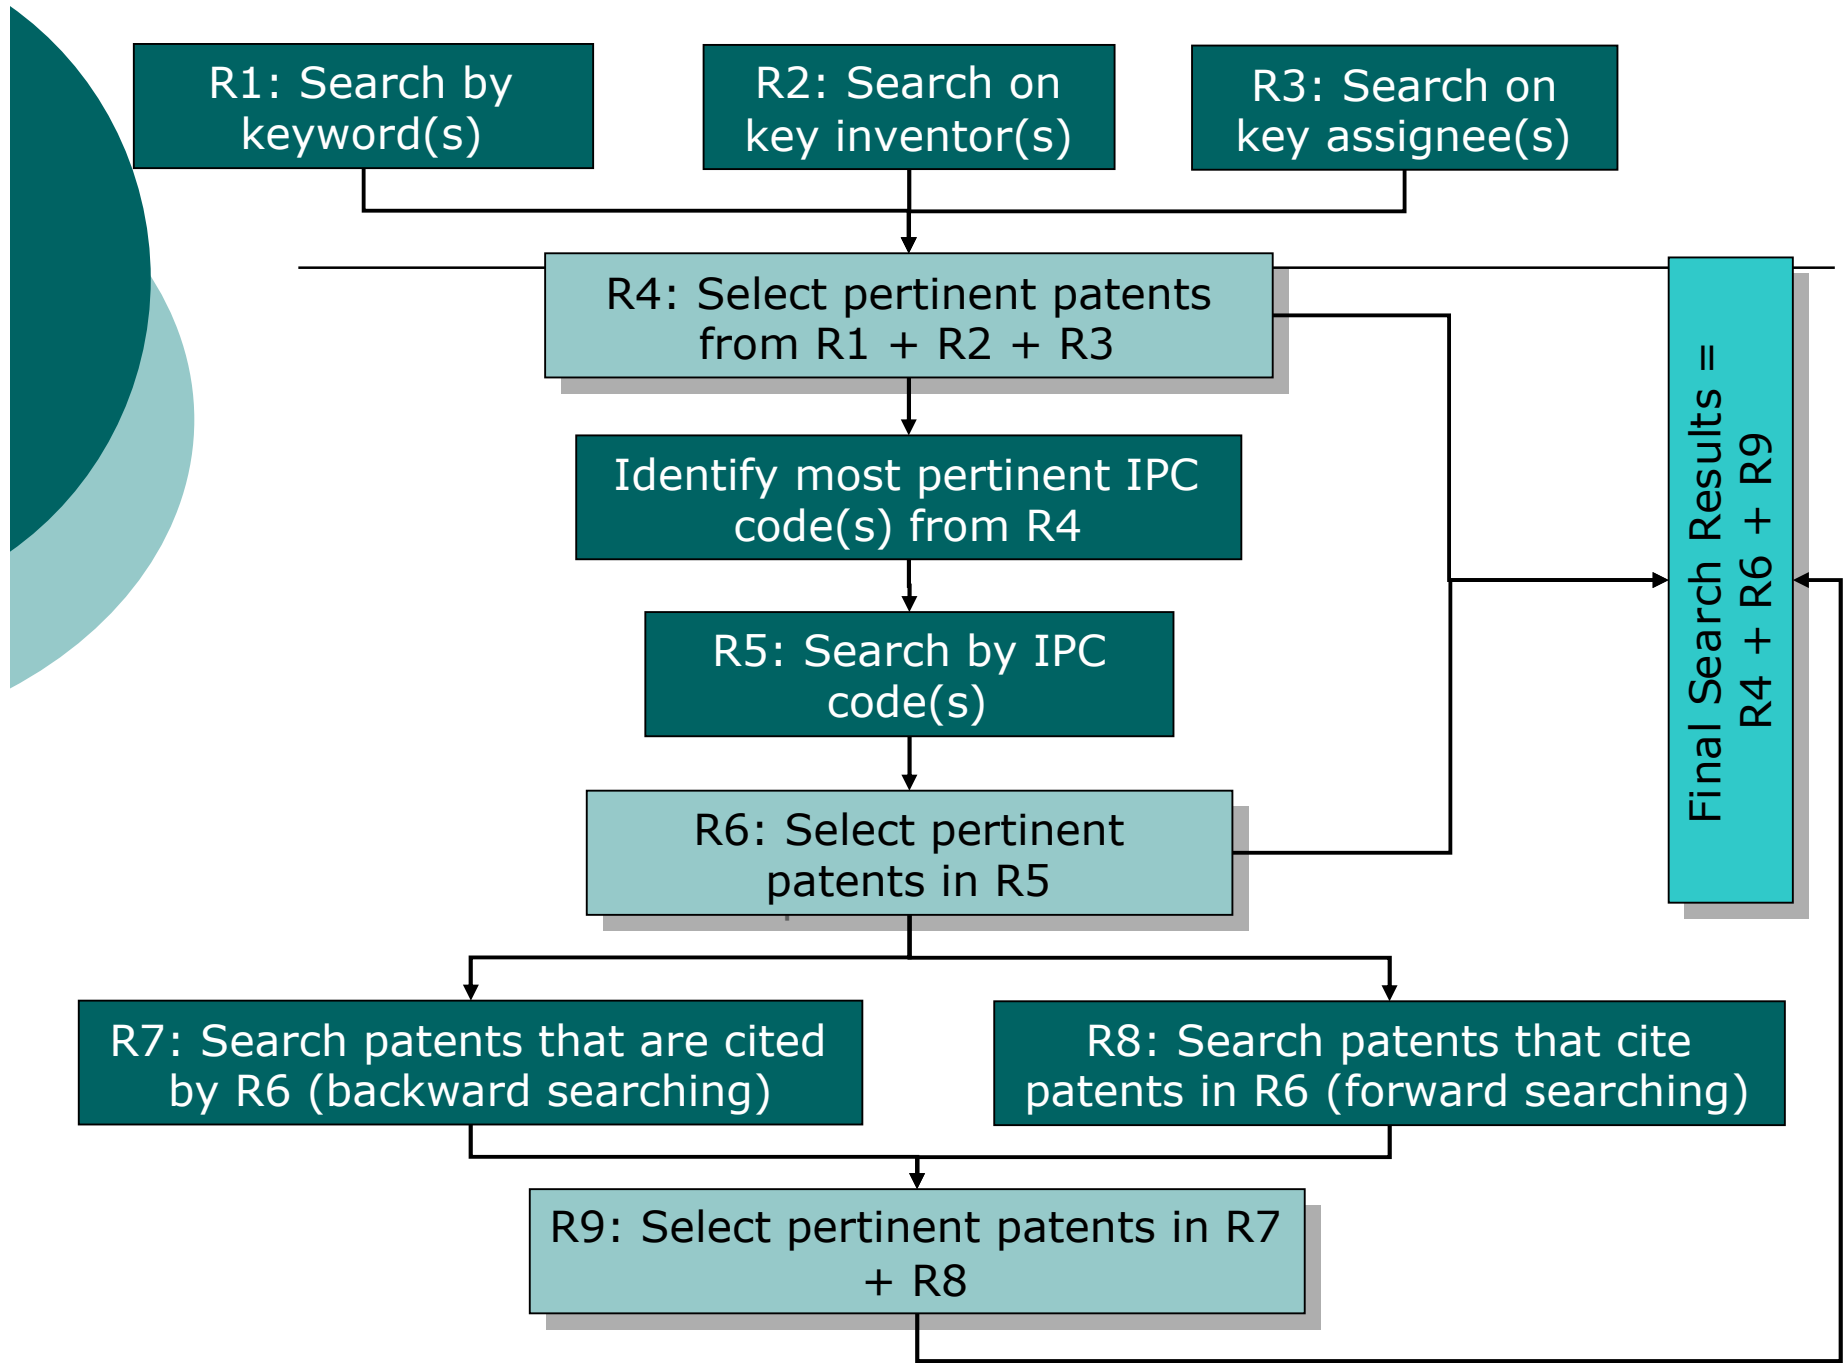 R1: Search by
keyword(s)
R2: Search on
key inventor(s)
R3: Search on
key assignee(s)
R4: Select pertinent patents
from R1 + R2 + R3
Identify most pertinent IPC
code(s) from R4
R5: Search by IPC
code(s)
R6: Select pertinent
patents in R5
R7: Search patents that are cited
by R6 (backward searching)
R8: Search patents that cite
patents in R6 (forward searching)
R9: Select pertinent patents in R7
+ R8
Final Search Results =
R4 + R6 + R9